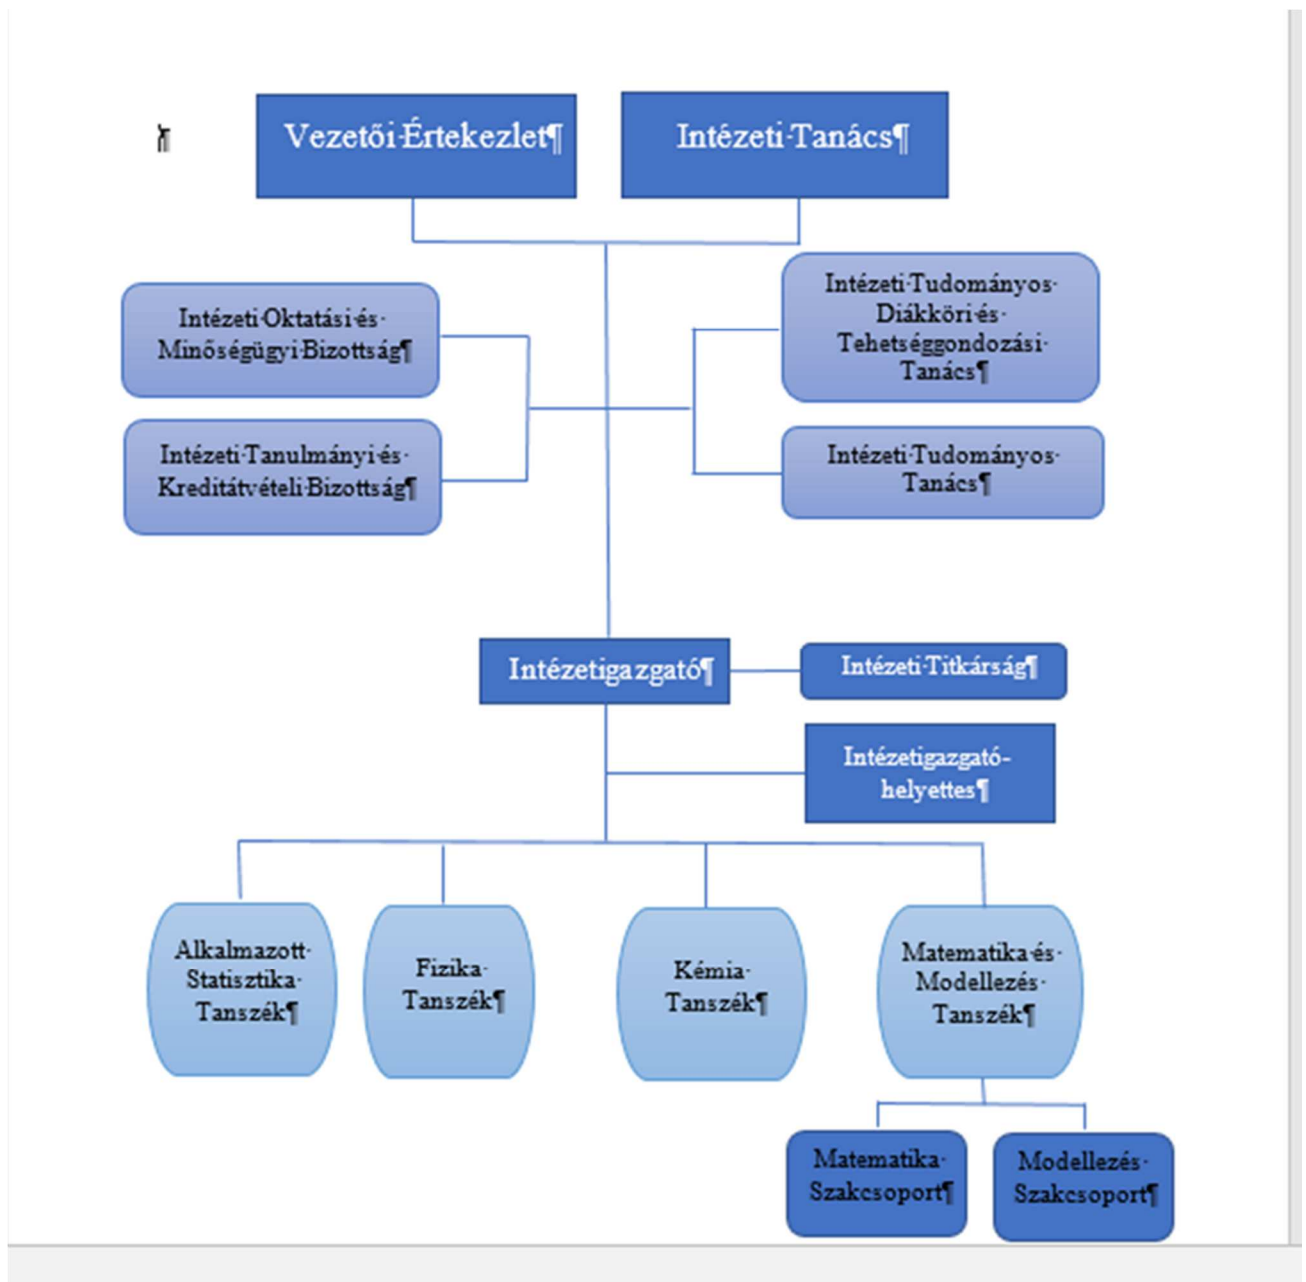 ¶
Vezetői·Értekezlet¶
Intézeti·Tanács¶
Intézeti·Oktatási·és·
Minőségügyi·Bizottság¶
Intézeti·Tudományos·
Diákköri·és·
Tehetséggondozási·
Tanács¶
Intézeti·Tanulmányi·és·
Kreditátvételi·Bizottság¶
Intézeti·Tudományos·
Tanács¶
Intézetigazgató¶
Intézeti·Titkárság¶
Intézetigazgató-
helyettes¶
Alkalmazott·
Statisztika·
Tanszék¶
Fizika·
Tanszék¶
Kémia·
Tanszék¶
Matematika·és·
Modellezés·
Tanszék¶
Matematika·
Szakcsoport¶
Modellezés·
Szakcsoport¶